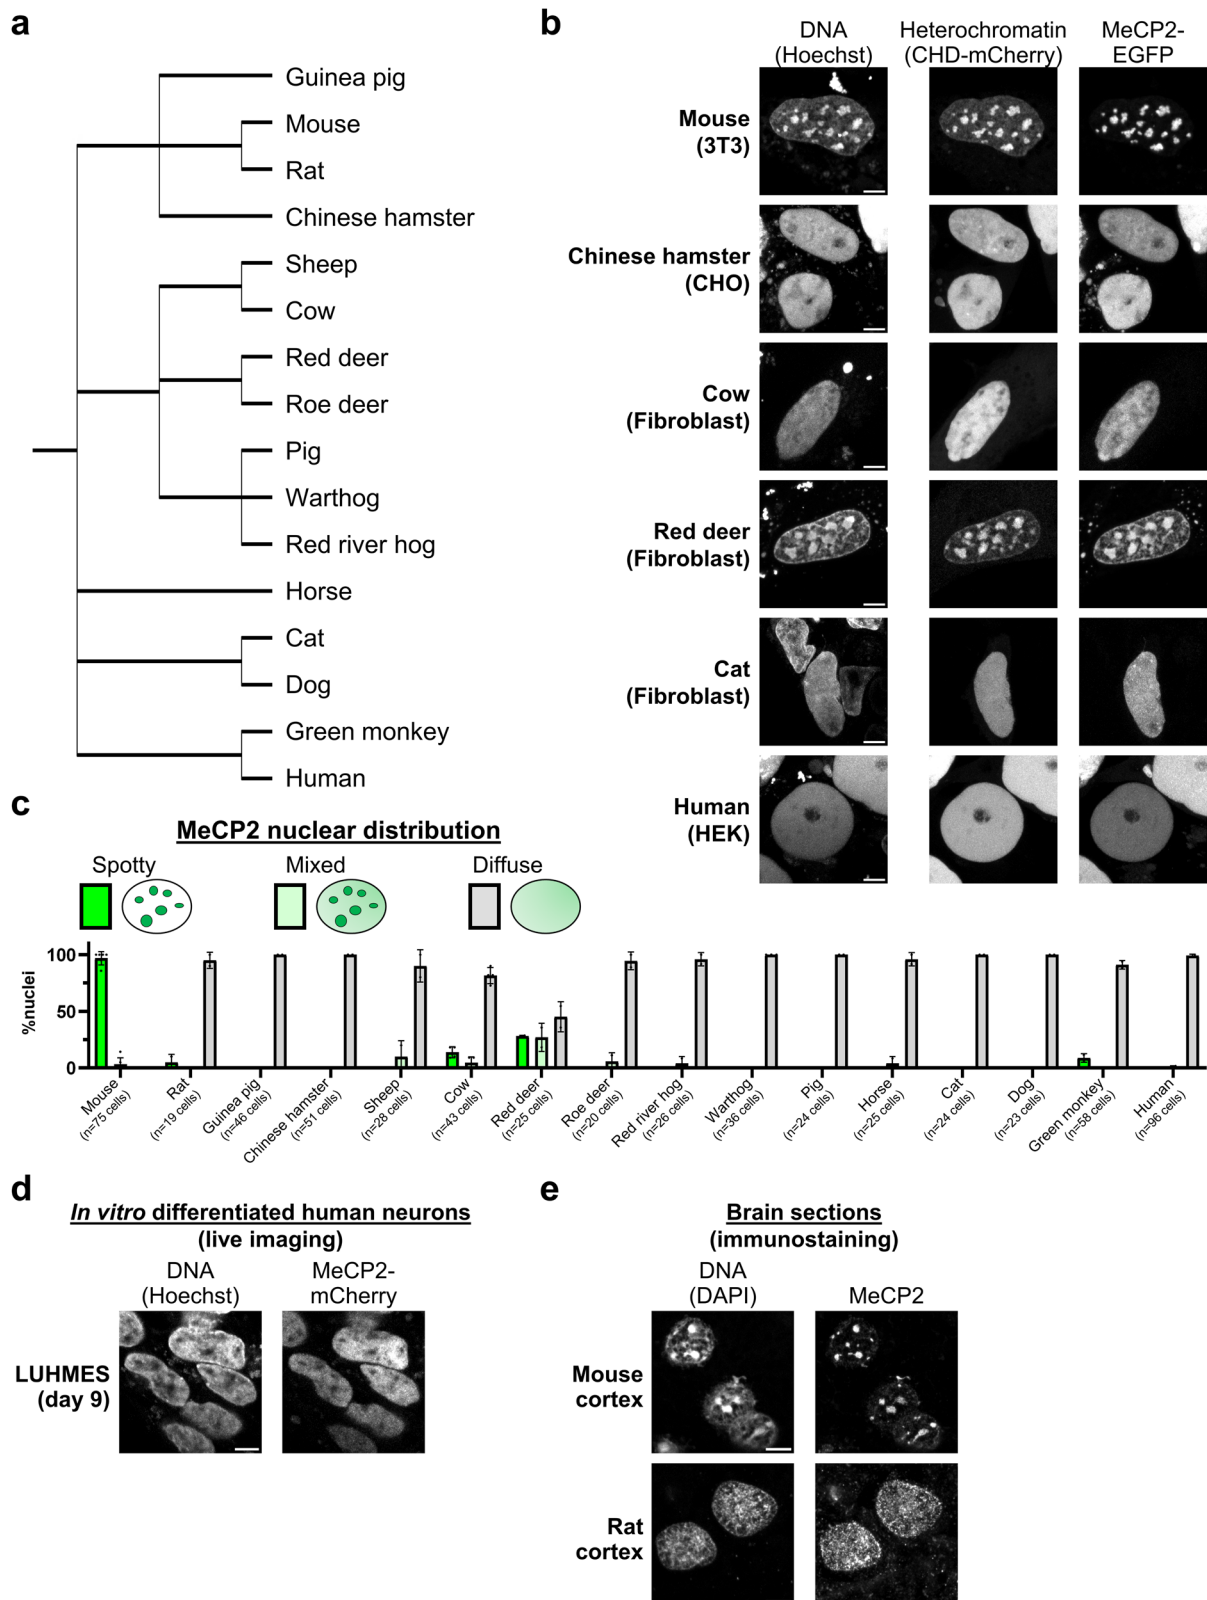 a
Guinea pig
Mouse
Rat
Chinese hamster
Sheep
Cow
Red deer
Roe deer
Pig
Warthog
Red river hog
Horse
Cat
Dog
Green monkey
Human
b
DNA
(Hoechst)
Heterochromatin
(CHD-mCherry)
MeCP2-
EGFP
Mouse
(3T3)
Chinese hamster
(CHO)
Cow
(Fibroblast)
Red deer
(Fibroblast)
Cat
(Fibroblast)
Human
(HEK)
c
MeCP2 nuclear distribution
Spotty
Mixed
Diffuse
%nuclei
100
50
0
Mouse
(n=75 cells)
Rat
(n=19 cells)
Guinea pig
(n=46 cells)
Chinese hamster
(n=51 cells)
Sheep
(n=28 cells)
Cow
(n=43 cells)
Red deer
(n=25 cells)
Roe deer
(n=20 cells)
Red river hog
(n=26 cells)
Warthog
(n=36 cells)
Pig
(n=24 cells)
Horse
(n=25 cells)
Cat
(n=24 cells)
Dog
(n=23 cells)
Green monkey
(n=58 cells)
Human
(n=96 cells)
d
In vitro differentiated human neurons
(live imaging)
DNA
(Hoechst)
MeCP2-
mCherry
LUHMES
(day 9)
e
Brain sections
(immunostaining)
DNA
(DAPI)
MeCP2
Mouse
cortex
Rat
cortex